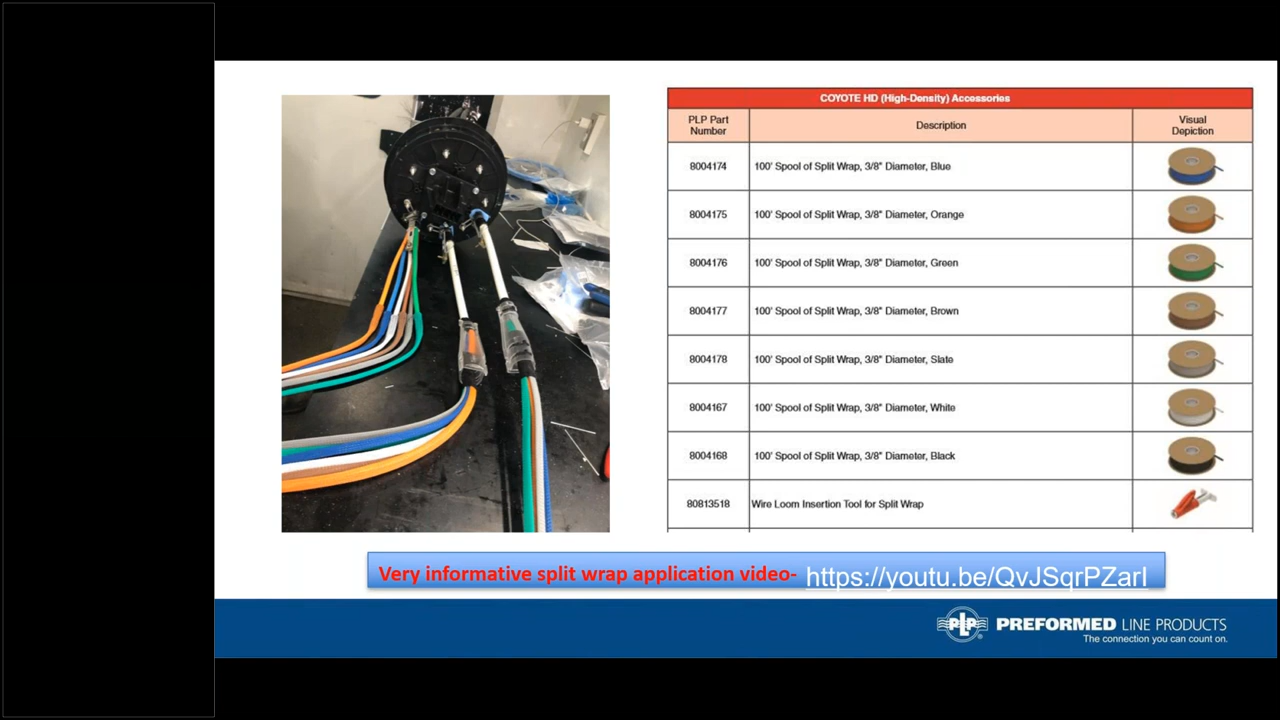 COYOTE HD (High-Density) Accessories
PLP Part Number
Description
Visual Depiction
8004174 100' Spool of Split Wrap, 3/8" Diameter, Blue
8004175 100' Spool of Split Wrap, 3/8" Diameter, Orange
8004176 100' Spool of Split Wrap, 3/8" Diameter, Green
8004177 100' Spool of Split Wrap, 3/8" Diameter, Brown
8004178 100' Spool of Split Wrap, 3/8" Diameter, Slate
8004167 100' Spool of Split Wrap, 3/8" Diameter, White
8004168 100' Spool of Split Wrap, 3/8" Diameter, Black
80813518 Wire Loom Insertion Tool for Split Wrap
Very informative split wrap application video- https://youtu.be/QvJSqrPZarI
PLP® PREFORMED LINE PRODUCTS
The connection you can count on.